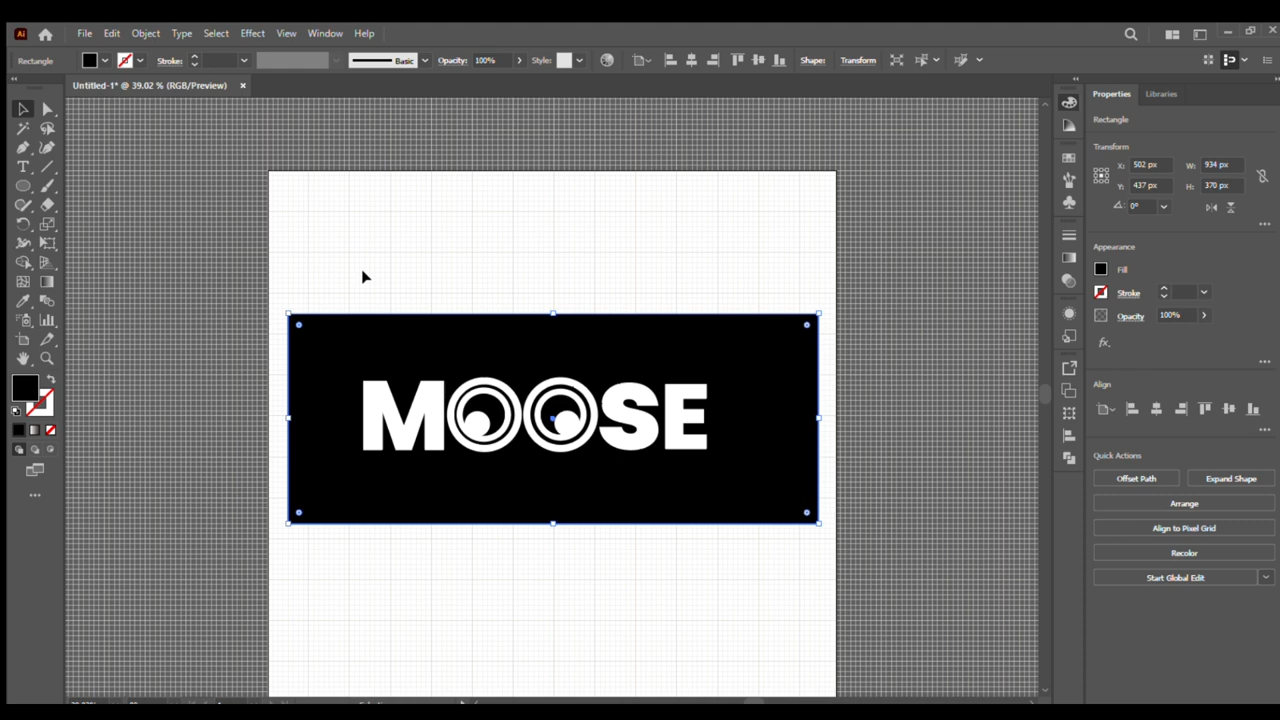 Ai File Edit Object Type Select Effect View Window Help
Rectangle Stroke: Basic Opacity: 100% Style: Shape: Transform
Untitled-1* @ 39.02 % (RGB/Preview) ×
MOOSE
Properties Libraries
Rectangle
Transform
X: 502 px W: 934 px
Y: 437 px H: 370 px
0°
Appearance
Fill
Stroke
Opacity 100%
fx.
Align
Quick Actions
Offset Path Expand Shape
Arrange
Align to Pixel Grid
Recolor
Start Global Edit